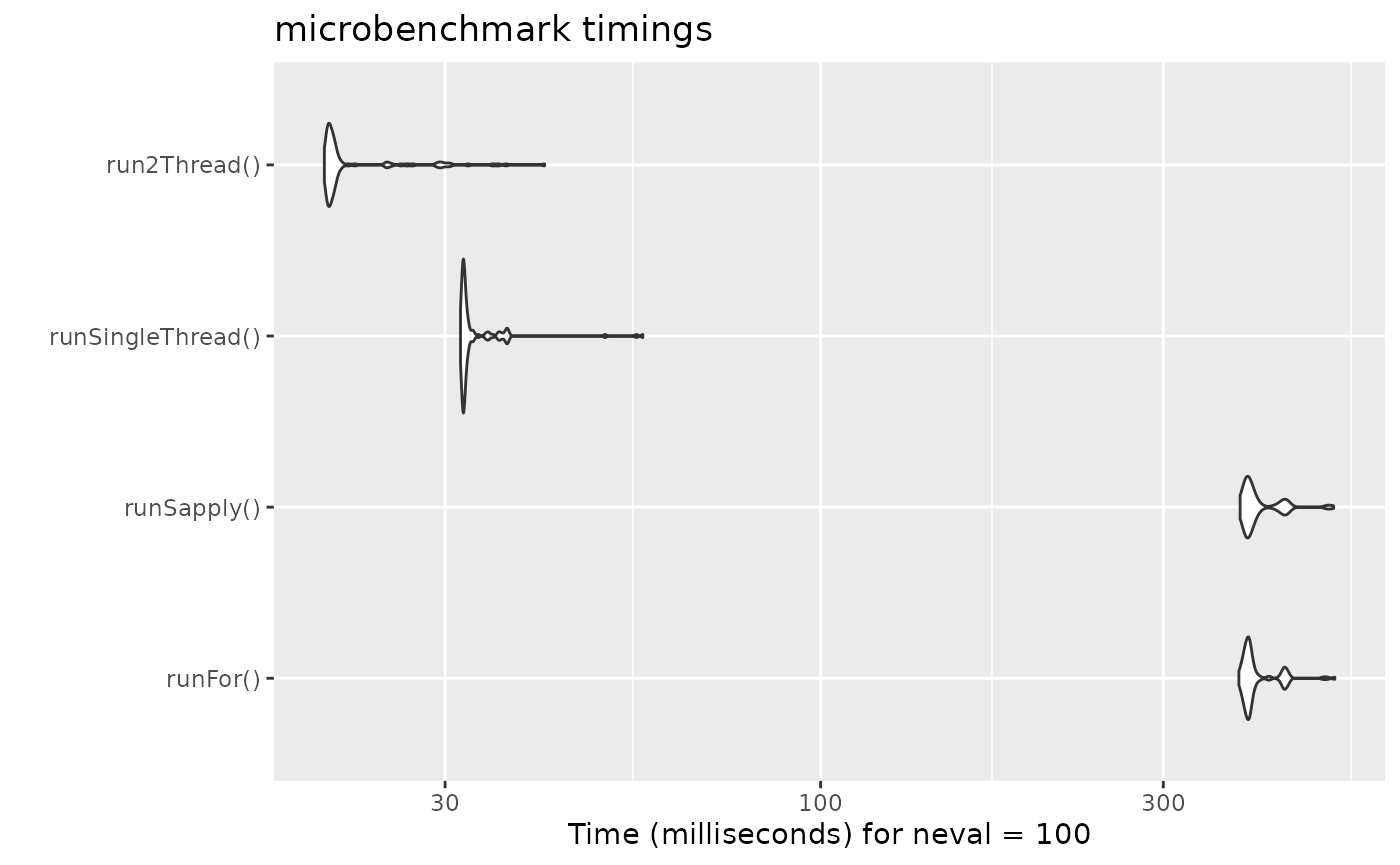 microbenchmark timings
run2Thread()
runSingleThread()
runSapply()
runFor()
30
100
300
Time (milliseconds) for neval = 100